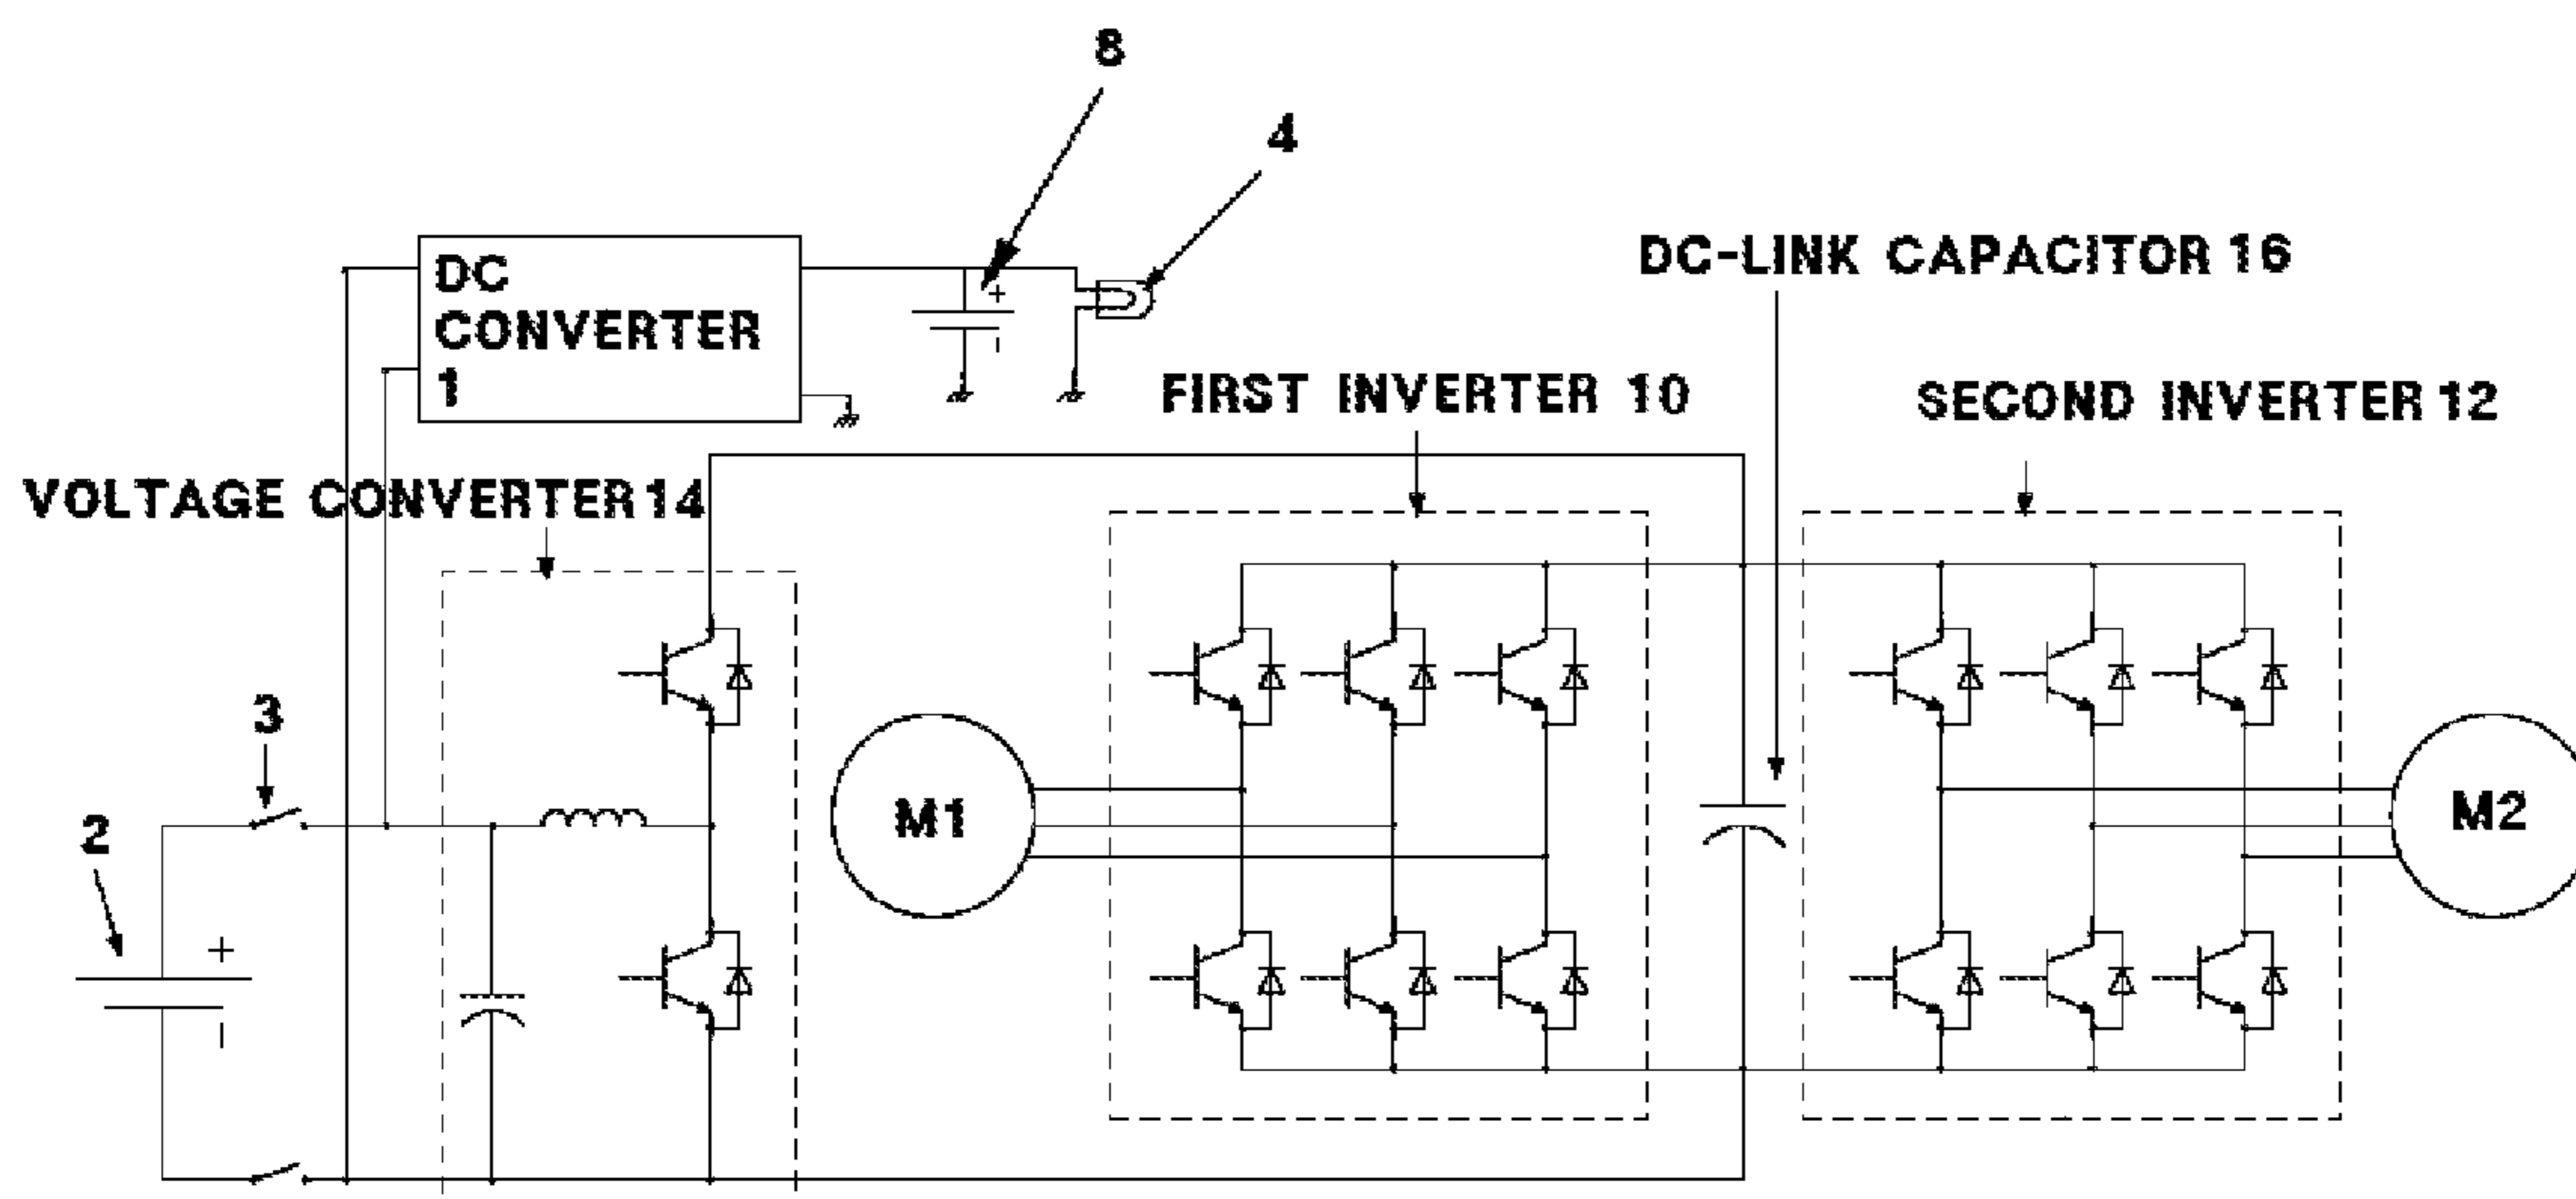 8
4
DC-LINK CAPACITOR 16
DC
CONVERTER
1
+
FIRST INVERTER 10
SECOND INVERTER 12
VOLTAGE CONVERTER 14
3
2
M1
M2
+